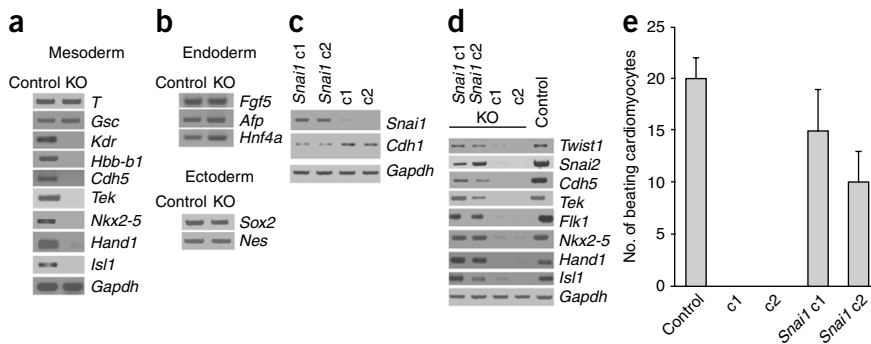 a
Mesoderm
Control KO
T
Gsc
Kdr
Hbb-b1
Cdh5
Tek
Nkx2-5
Hand1
Isl1
Gapdh
b
Endoderm
Control KO
Fgf5
Afp
Hnf4a
Ectoderm
Control KO
Sox2
Nes
c
Snai1 c1
Snai1 c2
c1
c2
Snai1
Cdh1
Gapdh
d
Snai1 c1
Snai1 c2
c1
c2
Control
KO
Twist1
Snai2
Cdh5
Tek
Flk1
Nkx2-5
Hand1
Isl1
Gapdh
e
No. of beating cardiomyocytes
25
20
15
10
5
0
Control
c1
c2
Snai1 c1
Snai1 c2